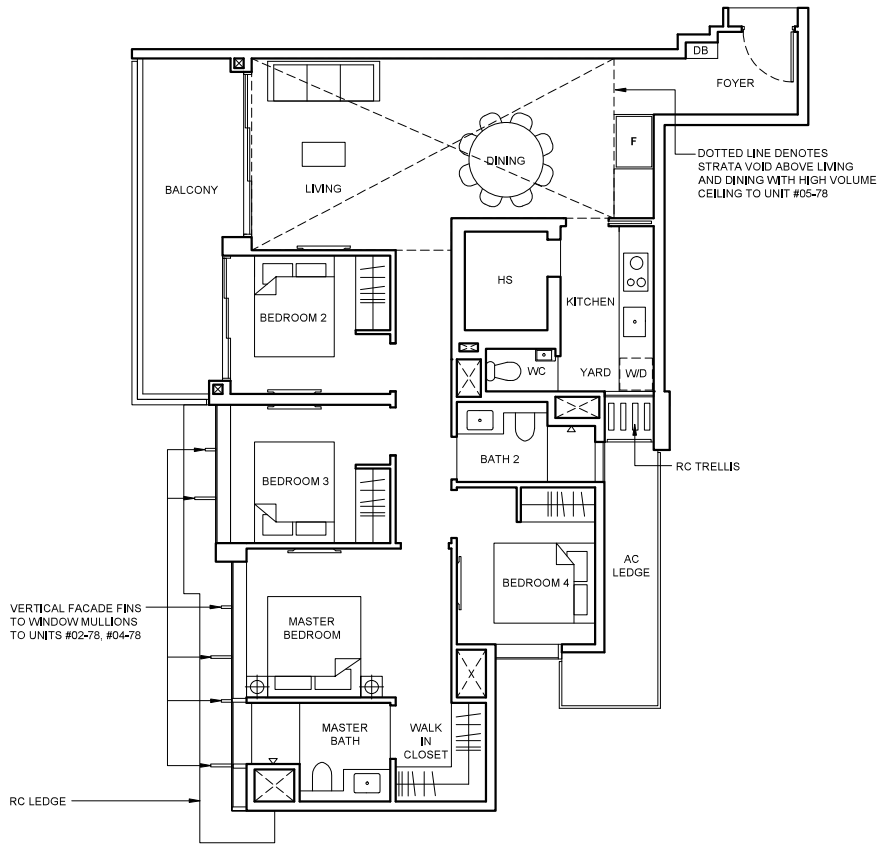 DB
FOYER
F
DOTTED LINE DENOTES
STRATA VOID ABOVE LIVING
AND DINING WITH HIGH VOLUME
CEILING TO UNIT #05-78
DINING
BALCONY
LIVING
HS
KITCHEN
BEDROOM 2
WC
YARD
W/D
BATH 2
RC TRELLIS
BEDROOM 3
AC
LEDGE
BEDROOM 4
VERTICAL FACADE FINS
TO WINDOW MULLIONS
TO UNITS #02-78, #04-78
MASTER
BEDROOM
X
MASTER
BATH
WALK
IN
CLOSET
RC LEDGE